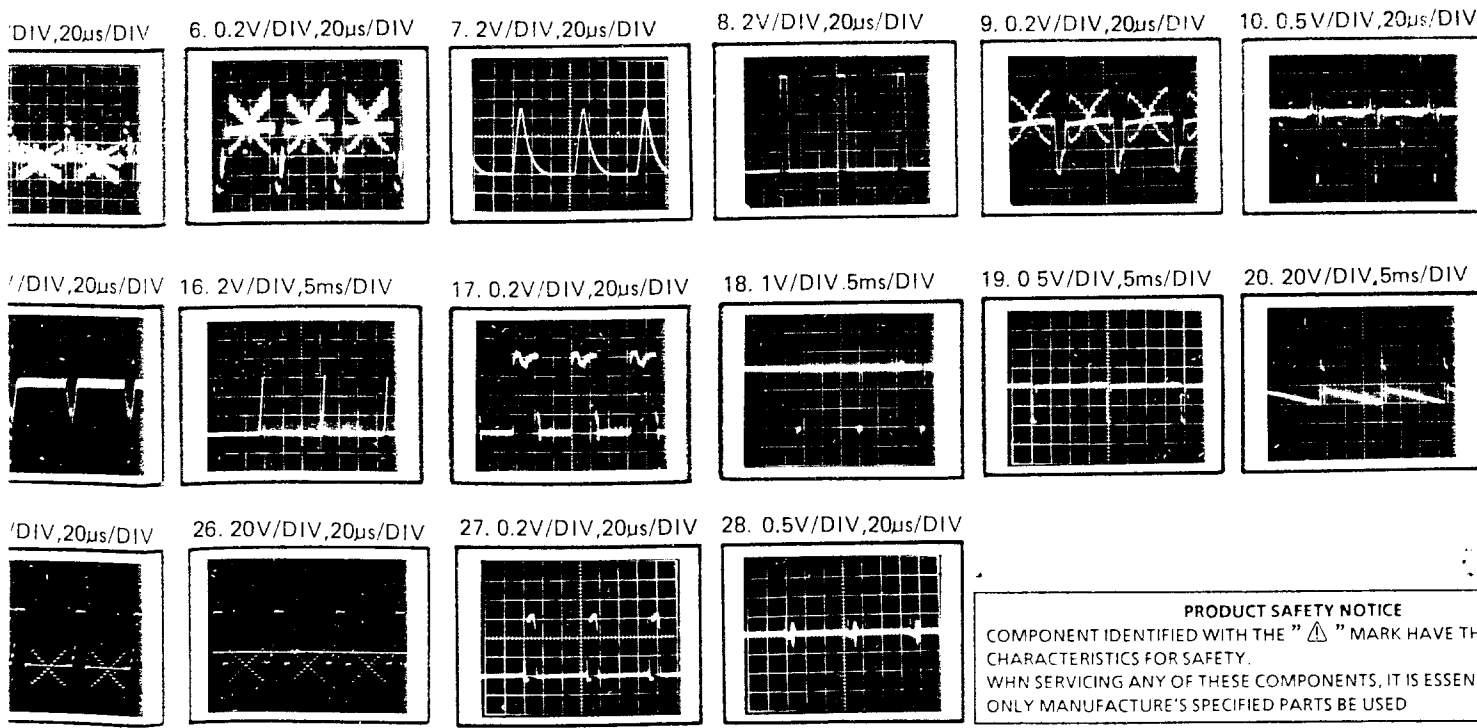 'DIV,20µs/DIV
6. 0.2V/DIV,20µs/DIV
7. 2V/DIV,20µs/DIV
8. 2V/DIV,20µs/DIV
9. 0.2V/DIV,20µs/DIV
10. 0.5V/DIV,20µs/DIV
/DIV,20µs/DIV
16. 2V/DIV,5ms/DIV
17. 0.2V/DIV,20µs/DIV
18. 1V/DIV.5ms/DIV
19. 0 5V/DIV,5ms/DIV
20. 20V/DIV,5ms/DIV
/DIV,20µs/DIV
26. 20V/DIV,20µs/DIV
27. 0.2V/DIV,20µs/DIV
28. 0.5V/DIV,20µs/DIV
PRODUCT SAFETY NOTICE
COMPONENT IDENTIFIED WITH THE " ⚠ " MARK HAVE TH
CHARACTERISTICS FOR SAFETY.
WHN SERVICING ANY OF THESE COMPONENTS, IT IS ESSEN
ONLY MANUFACTURE'S SPECIFIED PARTS BE USED